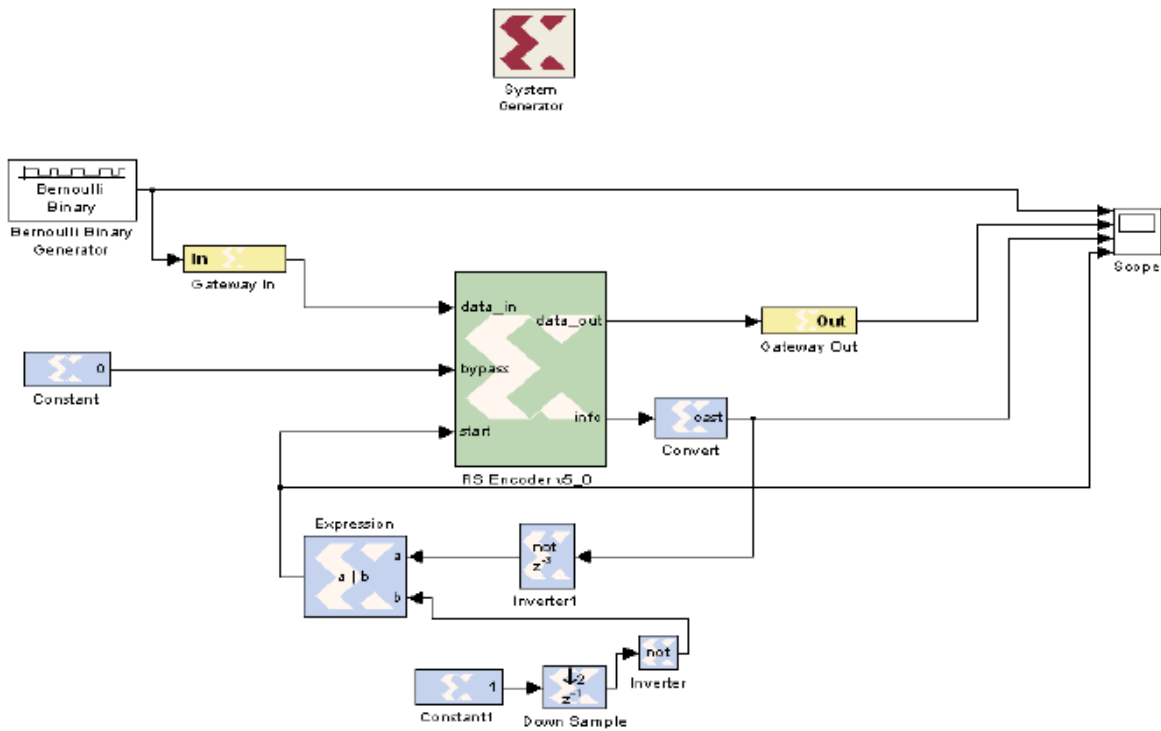 System
Generator
Bernoulli
Binary
Bernoulli Binary
Generator
In
Gateway In
0
Constant
data_in
bypass
start
data_out
info
RS Encoder v5_0
Out
Gateway Out
Scope
cast
Convert
Expression
a
a | b
b
not
z-3
Inverter1
1
Constant1
↓2
z-1
Down Sample
not
Inverter